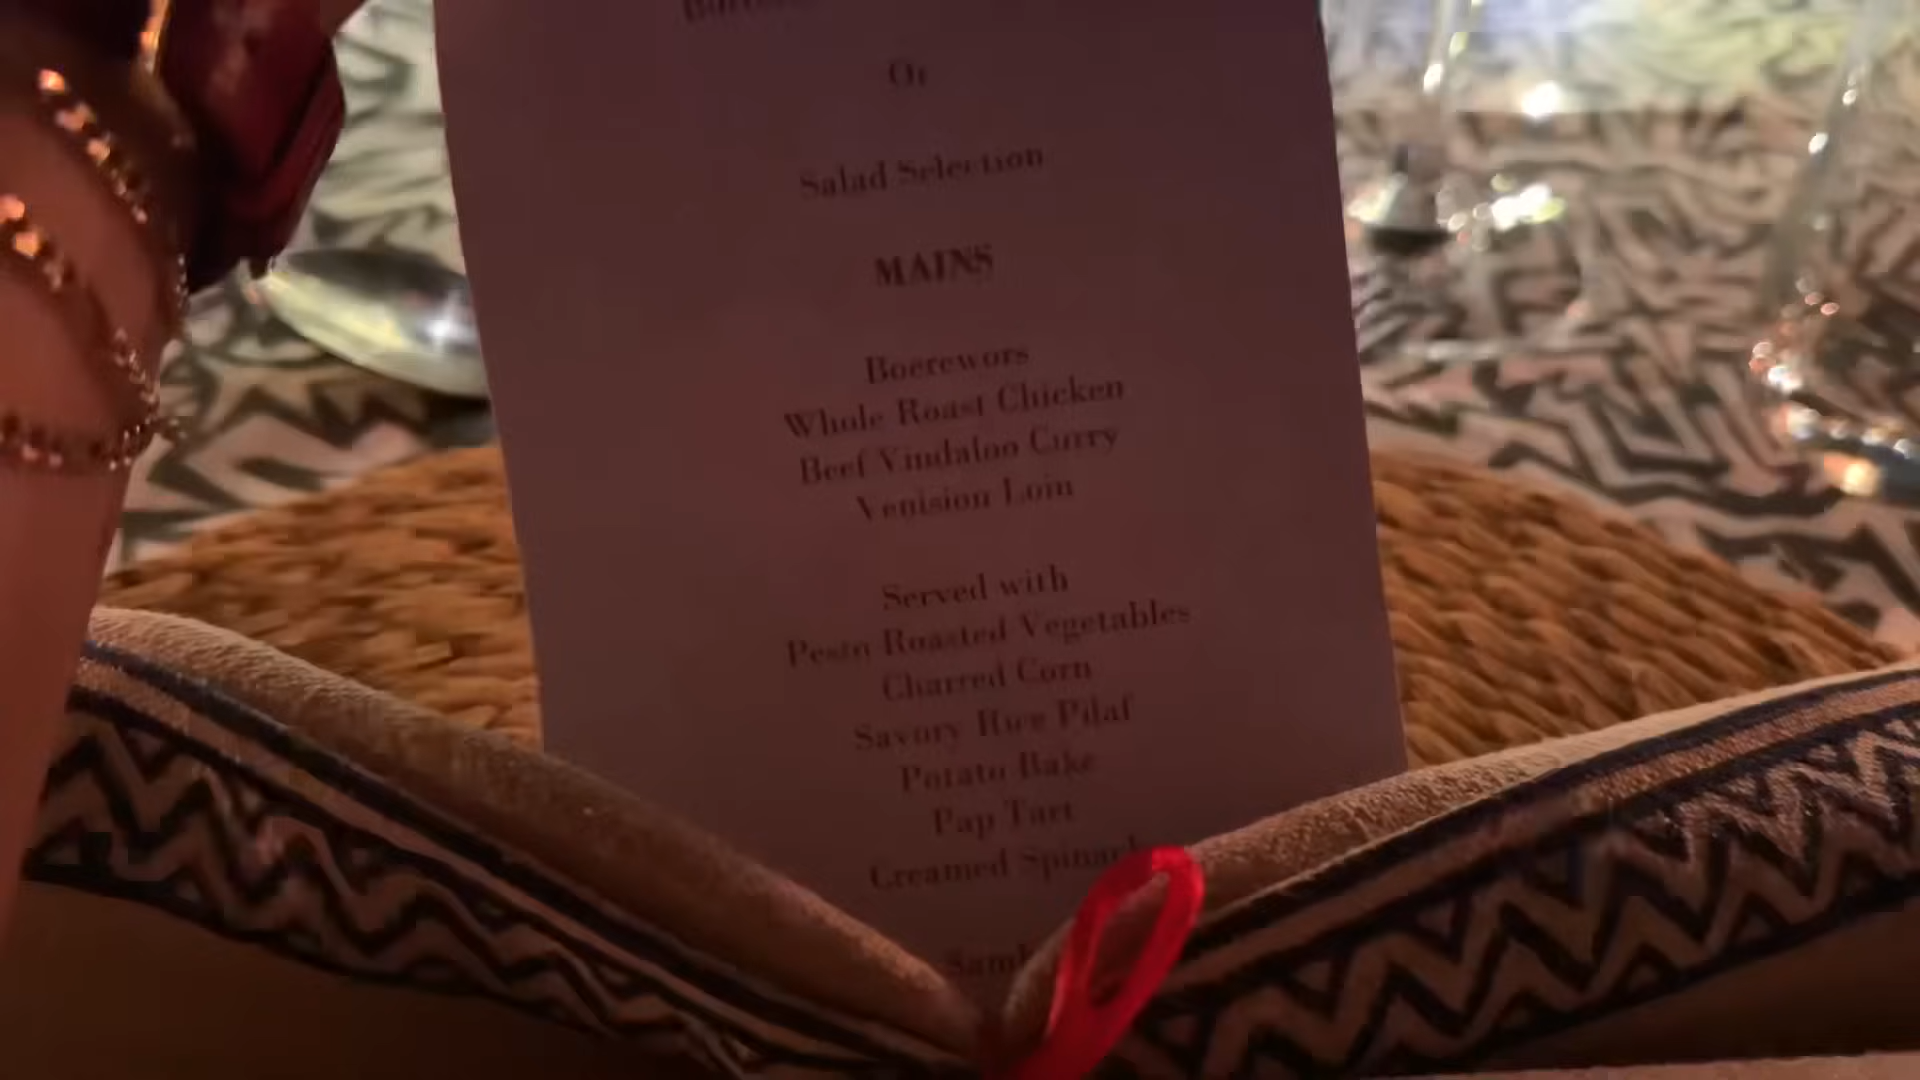 Or
Salad Selection
MAINS
Boerewors
Whole Roast Chicken
Beef Vindaloo Curry
Venision Loin
Served with
Pesto Roasted Vegetables
Charred Corn
Savory Rice Pilaf
Potato Bake
Pap Tart
Creamed Spinach